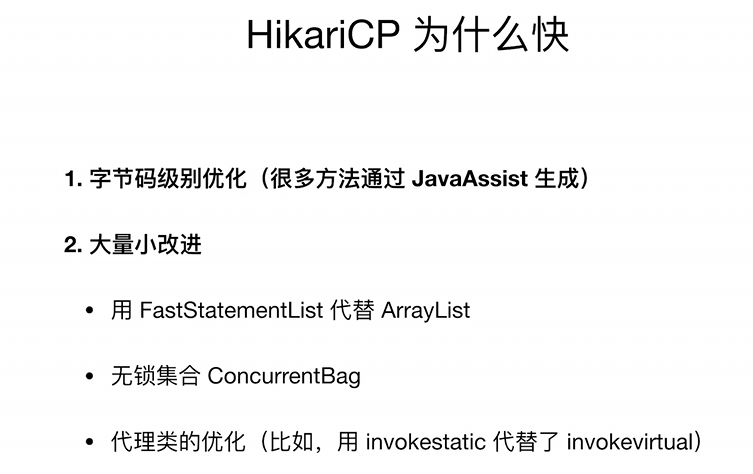 HikariCP 为什么快
1. 字节码级别优化（很多方法通过 JavaAssist 生成）
2. 大量小改进
• 用 FastStatementList 代替 ArrayList
• 无锁集合 ConcurrentBag
• 代理类的优化（比如，用 invokestatic 代替了 invokevirtual）